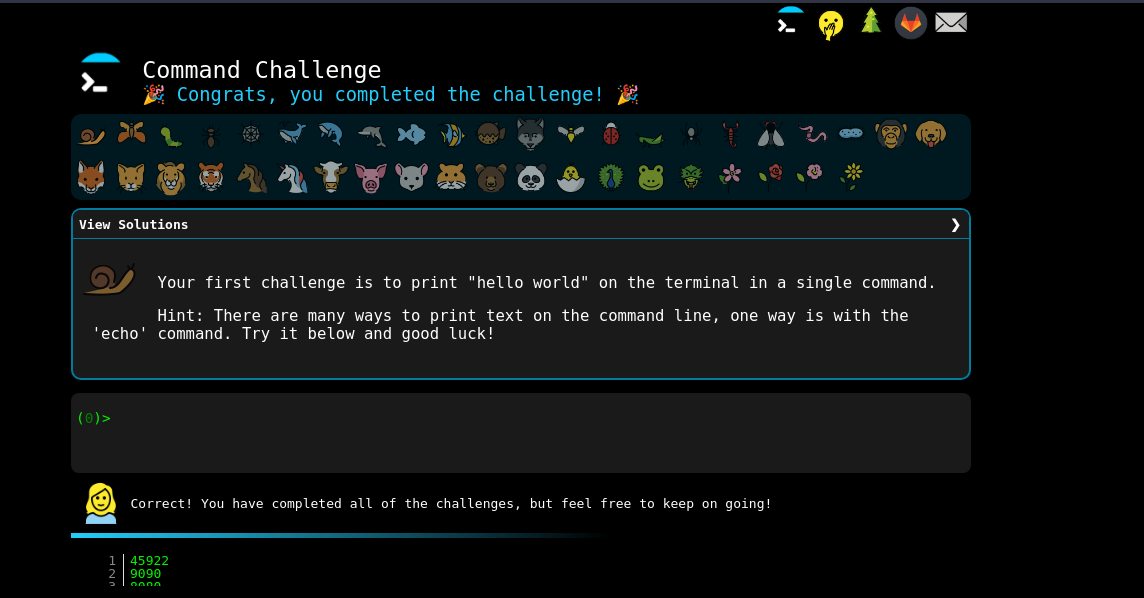 Command Challenge
🎉 Congrats, you completed the challenge! 🎉
View Solutions ❯
Your first challenge is to print "hello world" on the terminal in a single command.
Hint: There are many ways to print text on the command line, one way is with the
'echo' command. Try it below and good luck!
(0)>
Correct! You have completed all of the challenges, but feel free to keep on going!
1 45922
2 9090
3 8080